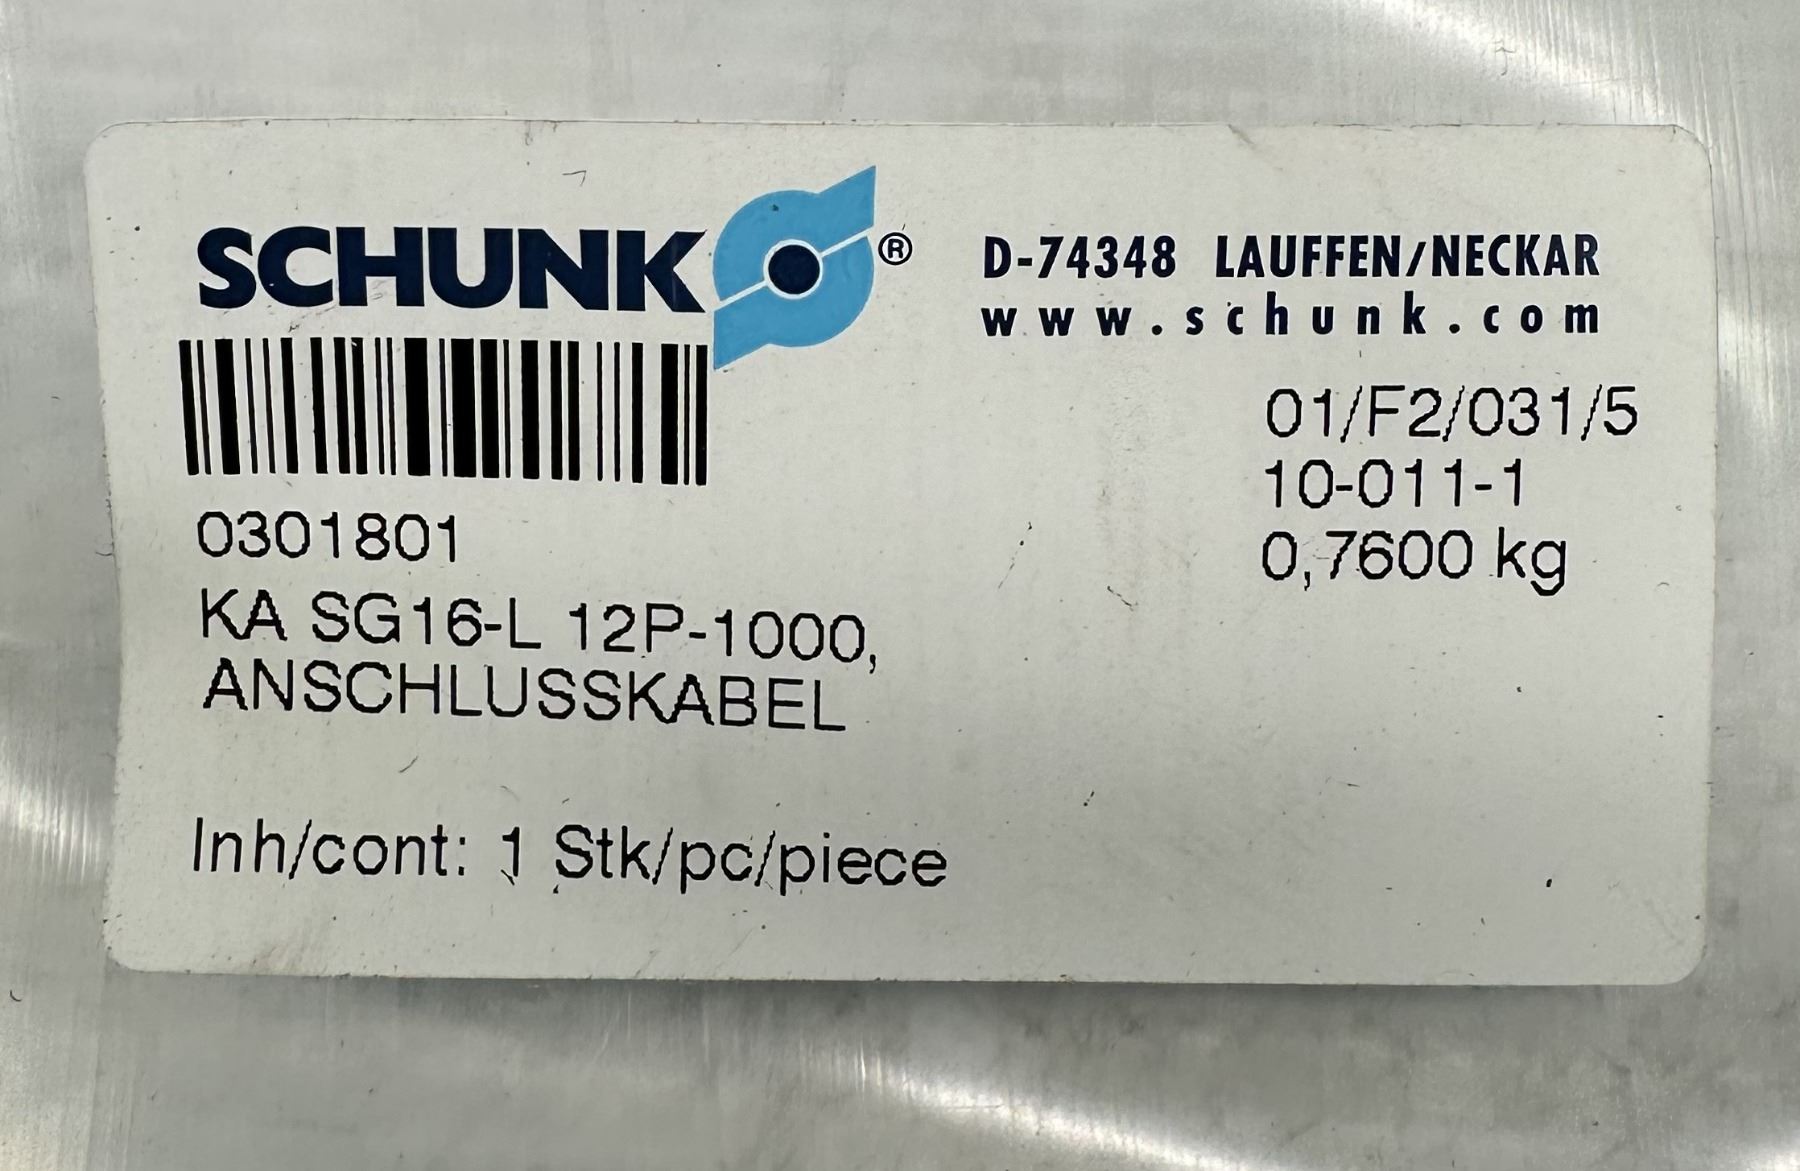 SCHUNK ®
D-74348 LAUFFEN/NECKAR
www.schunk.com
01/F2/031/5
10-011-1
0,7600 kg
0301801
KA SG16-L 12P-1000,
ANSCHLUSSKABEL
Inh/cont: 1 Stk/pc/piece